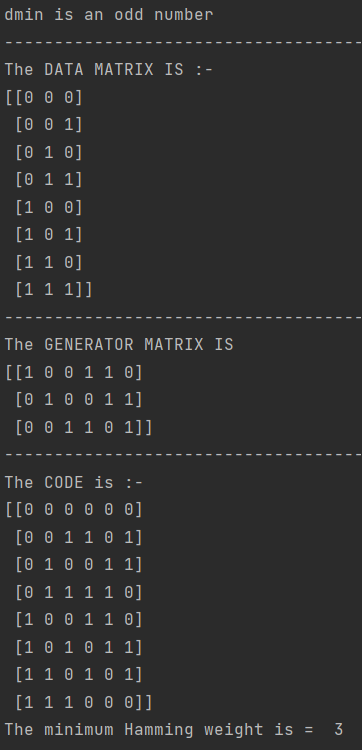 dmin is an odd number
------------------------------------
The DATA MATRIX IS :-
[[0 0 0]
 [0 0 1]
 [0 1 0]
 [0 1 1]
 [1 0 0]
 [1 0 1]
 [1 1 0]
 [1 1 1]]
------------------------------------
The GENERATOR MATRIX IS
[[1 0 0 1 1 0]
 [0 1 0 0 1 1]
 [0 0 1 1 0 1]]
------------------------------------
The CODE is :-
[[0 0 0 0 0 0]
 [0 0 1 1 0 1]
 [0 1 0 0 1 1]
 [0 1 1 1 1 0]
 [1 0 0 1 1 0]
 [1 0 1 0 1 1]
 [1 1 0 1 0 1]
 [1 1 1 0 0 0]]
The minimum Hamming weight is =  3